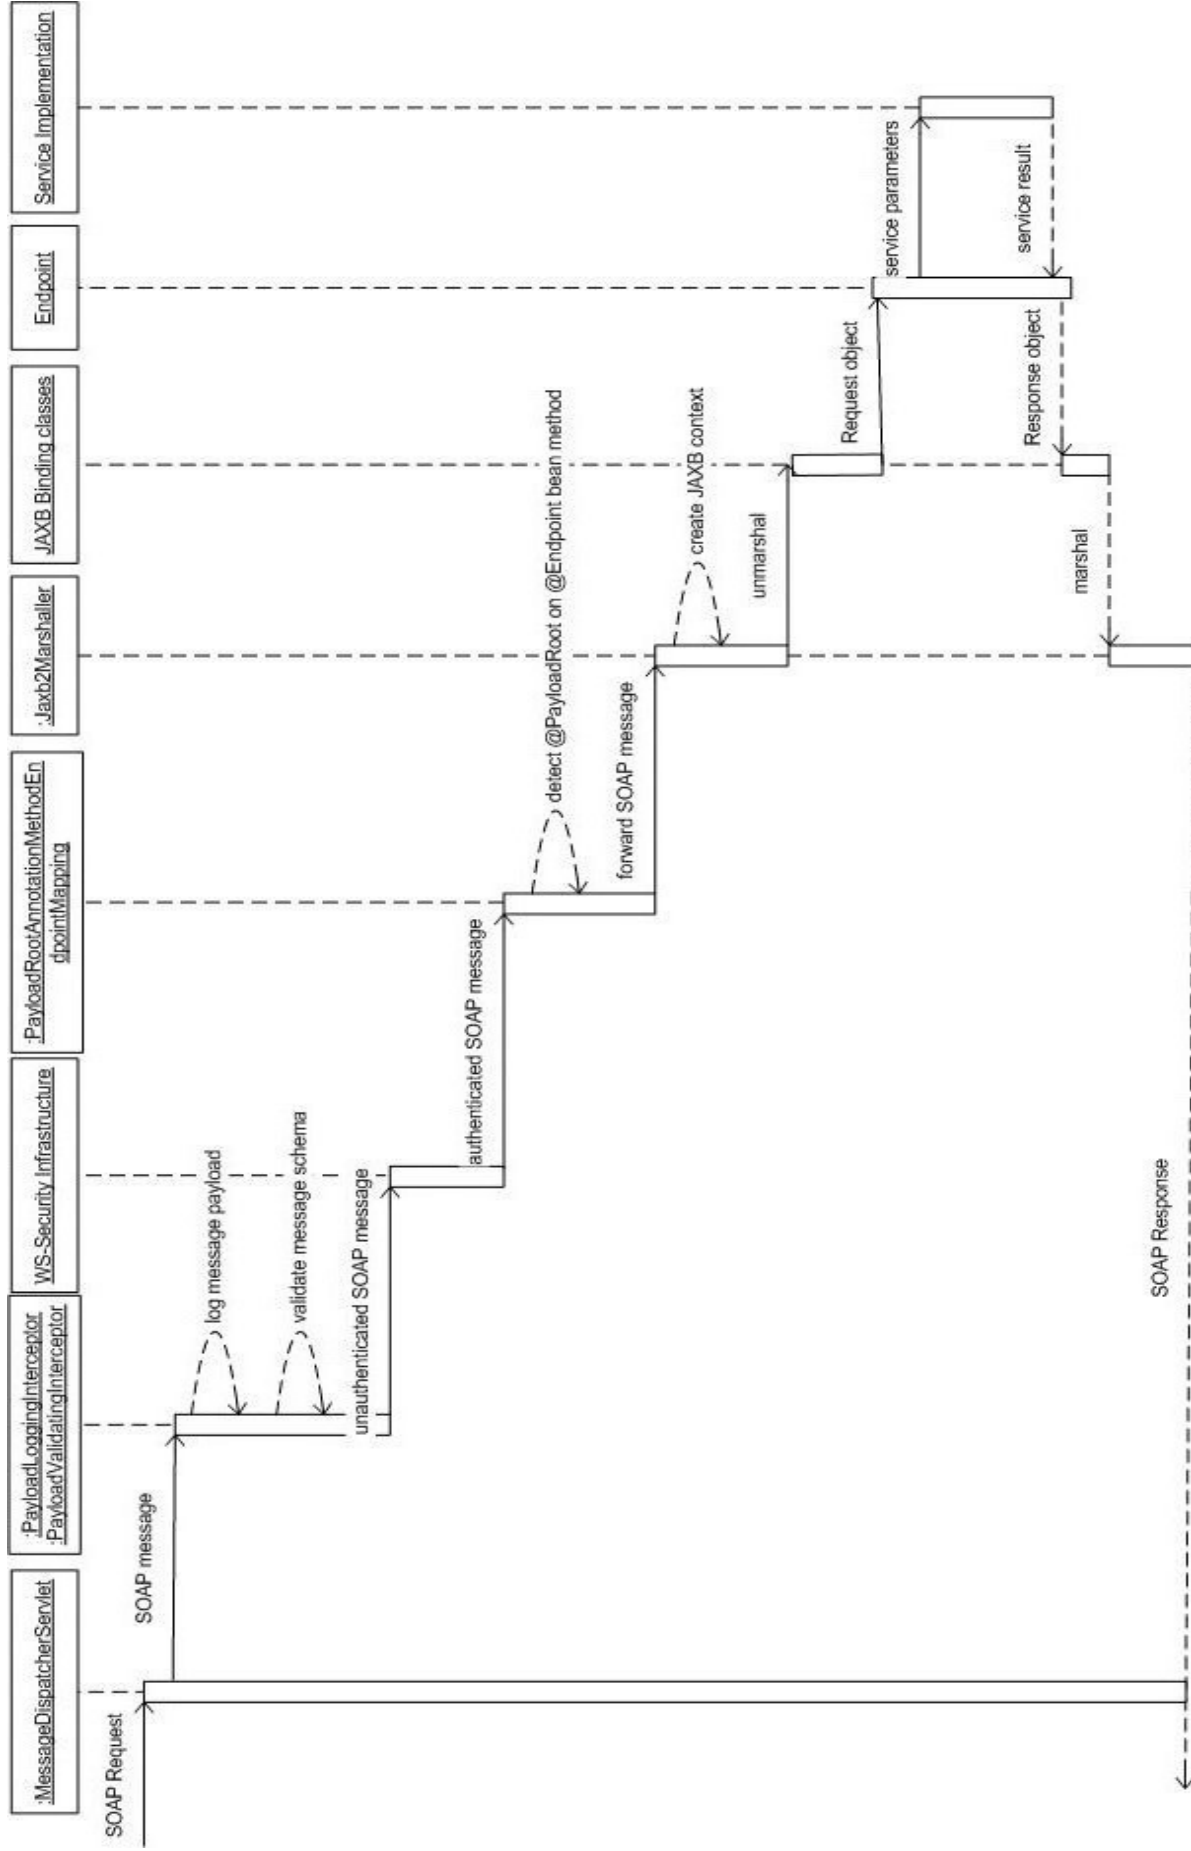 :MessageDispatcherServlet
:PayloadLoggingInterceptor
:PayloadValidatingInterceptor
WS-Security Infrastructure
:PayloadRootAnnotationMethodEn
dpointMapping
:Jaxb2Marshaller
JAXB Binding classes
Endpoint
Service Implementation
SOAP Request
SOAP message
log message payload
validate message schema
unauthenticated SOAP message
authenticated SOAP message
detect @PayloadRoot on @Endpoint bean method
forward SOAP message
create JAXB context
unmarshal
Request object
service parameters
service result
Response object
marshal
SOAP Response